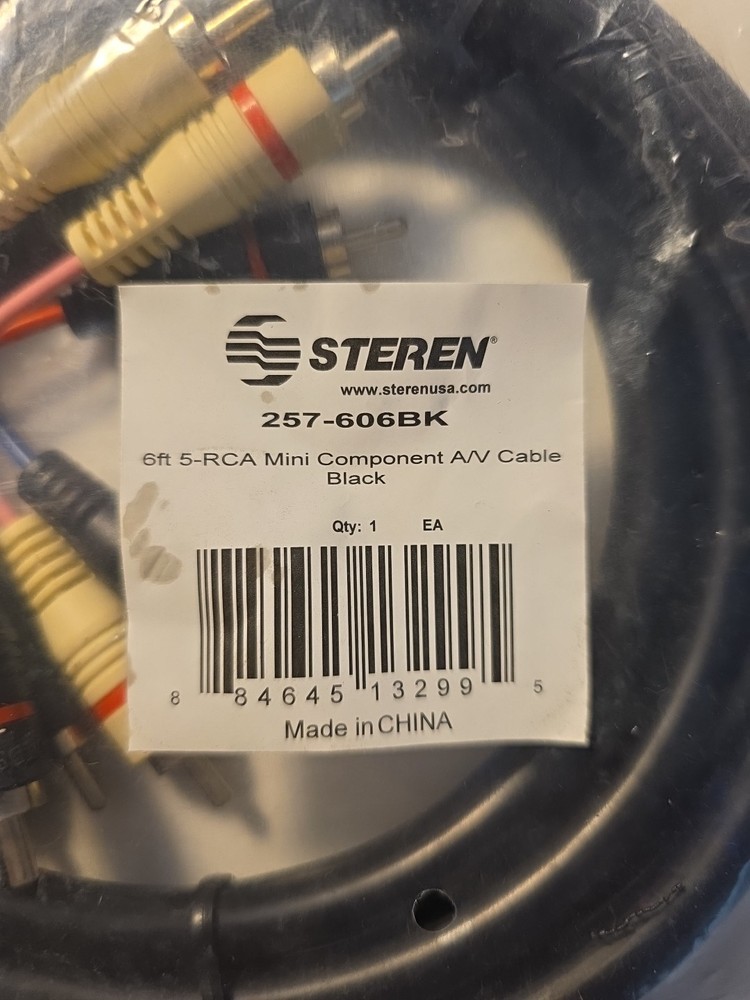 STEREN®
www.sterenusa.com
257-606BK
6ft 5-RCA Mini Component A/V Cable
Black
Qty: 1 EA
8 84645 13299 5
Made in CHINA